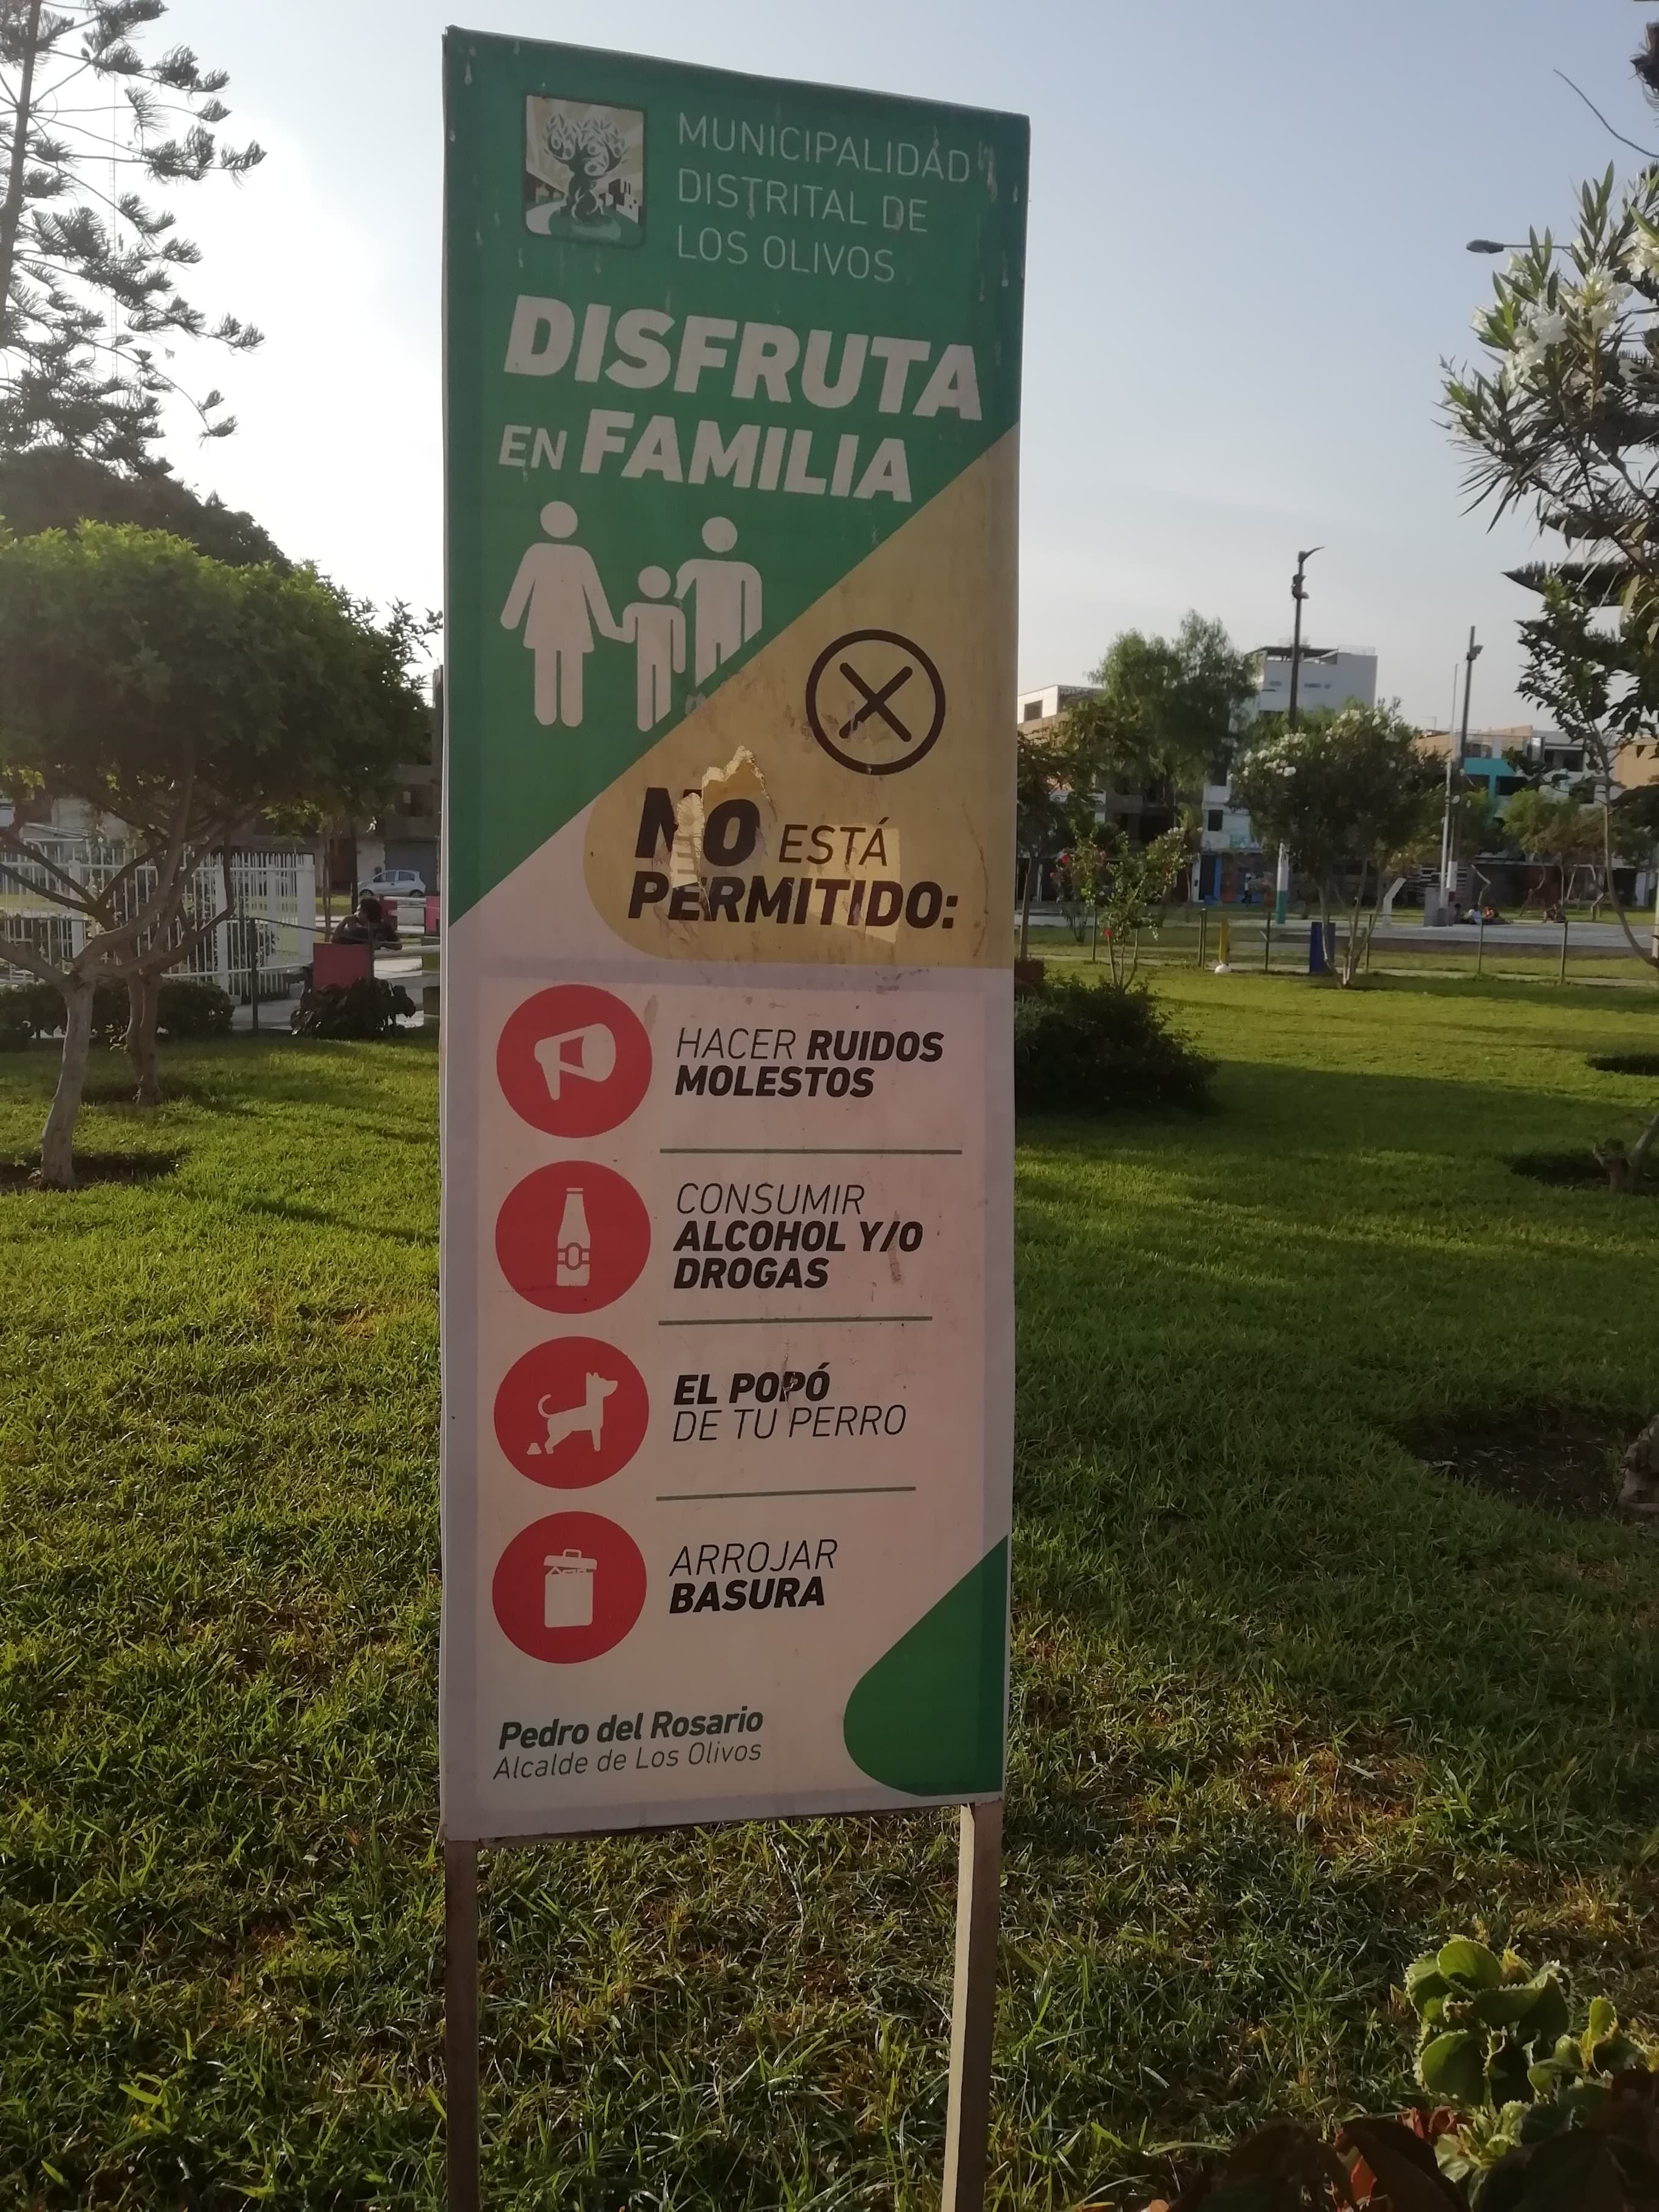 MUNICIPALIDAD
DISTRITAL DE
LOS OLIVOS
DISFRUTA
EN FAMILIA
NO ESTÁ
PERMITIDO:
HACER RUIDOS
MOLESTOS
CONSUMIR
ALCOHOL Y/O
DROGAS
EL POPÓ
DE TU PERRO
ARROJAR
BASURA
Pedro del Rosario
Alcalde de Los Olivos